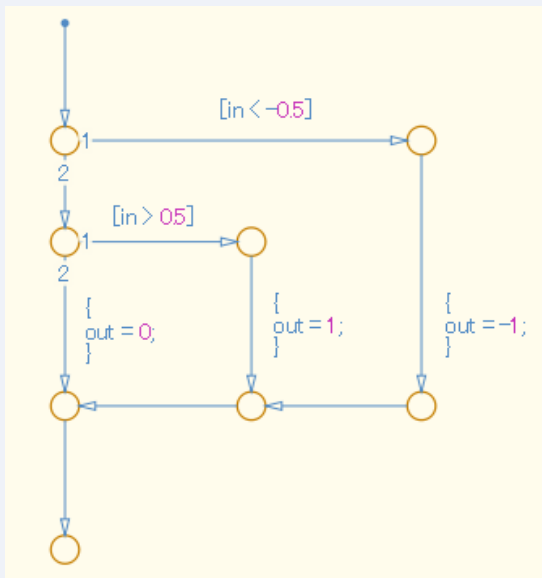 [in < -0.5]
1
2
[in > 0.5]
1
2
{
out = 0;
}
{
out = 1;
}
{
out = -1;
}